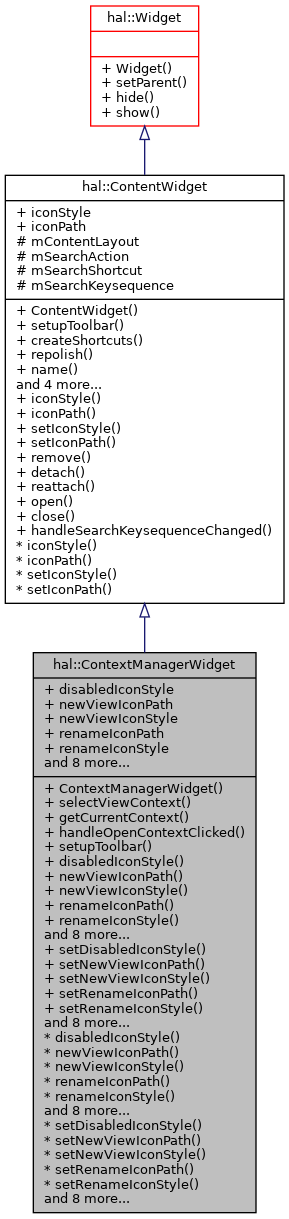 hal::Widget
+ Widget()
+ setParent()
+ hide()
+ show()
hal::ContentWidget
+ iconStyle
+ iconPath
# mContentLayout
# mSearchAction
# mSearchShortcut
# mSearchKeysequence
+ ContentWidget()
+ setupToolbar()
+ createShortcuts()
+ repolish()
+ name()
and 4 more...
+ iconStyle()
+ iconPath()
+ setIconStyle()
+ setIconPath()
+ remove()
+ detach()
+ reattach()
+ open()
+ close()
+ handleSearchKeysequenceChanged()
* iconStyle()
* iconPath()
* setIconStyle()
* setIconPath()
hal::ContextManagerWidget
+ disabledIconStyle
+ newViewIconPath
+ newViewIconStyle
+ renameIconPath
+ renameIconStyle
and 8 more...
+ ContextManagerWidget()
+ selectViewContext()
+ getCurrentContext()
+ handleOpenContextClicked()
+ setupToolbar()
+ disabledIconStyle()
+ newViewIconPath()
+ newViewIconStyle()
+ renameIconPath()
+ renameIconStyle()
and 8 more...
+ setDisabledIconStyle()
+ setNewViewIconPath()
+ setNewViewIconStyle()
+ setRenameIconPath()
+ setRenameIconStyle()
and 8 more...
* disabledIconStyle()
* newViewIconPath()
* newViewIconStyle()
* renameIconPath()
* renameIconStyle()
and 8 more...
* setDisabledIconStyle()
* setNewViewIconPath()
* setNewViewIconStyle()
* setRenameIconPath()
* setRenameIconStyle()
and 8 more...